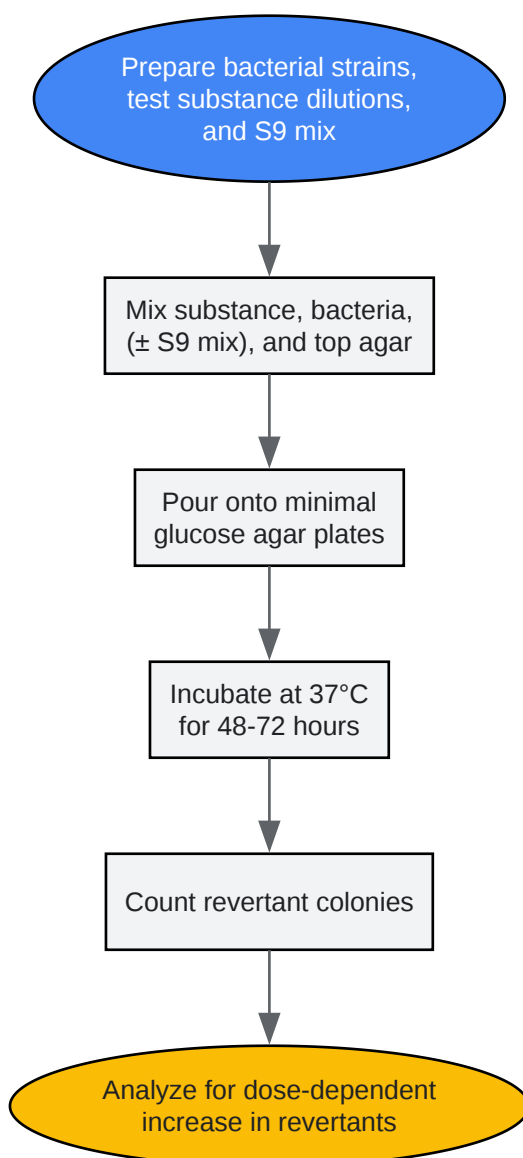 Prepare bacterial strains,
test substance dilutions,
and S9 mix
Mix substance, bacteria,
(± S9 mix), and top agar
Pour onto minimal
glucose agar plates
Incubate at 37°C
for 48-72 hours
Count revertant colonies
Analyze for dose-dependent
increase in revertants